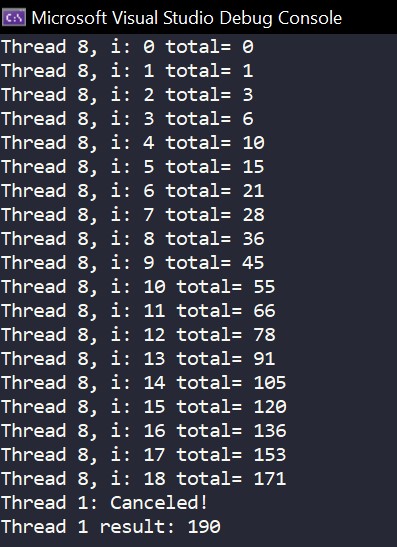 C:\ Microsoft Visual Studio Debug Console
Thread 8, i: 0 total= 0
Thread 8, i: 1 total= 1
Thread 8, i: 2 total= 3
Thread 8, i: 3 total= 6
Thread 8, i: 4 total= 10
Thread 8, i: 5 total= 15
Thread 8, i: 6 total= 21
Thread 8, i: 7 total= 28
Thread 8, i: 8 total= 36
Thread 8, i: 9 total= 45
Thread 8, i: 10 total= 55
Thread 8, i: 11 total= 66
Thread 8, i: 12 total= 78
Thread 8, i: 13 total= 91
Thread 8, i: 14 total= 105
Thread 8, i: 15 total= 120
Thread 8, i: 16 total= 136
Thread 8, i: 17 total= 153
Thread 8, i: 18 total= 171
Thread 1: Canceled!
Thread 1 result: 190